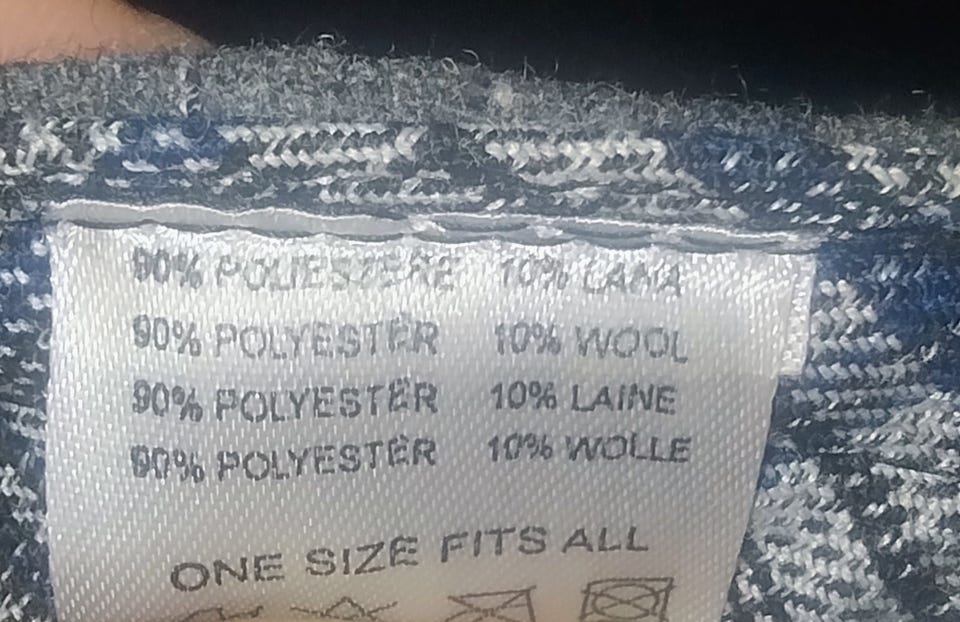 90% POLIESTERE 10% LANA
90% POLYESTER 10% WOOL
90% POLYESTER 10% LAINE
90% POLYESTER 10% WOLLE
ONE SIZE FITS ALL